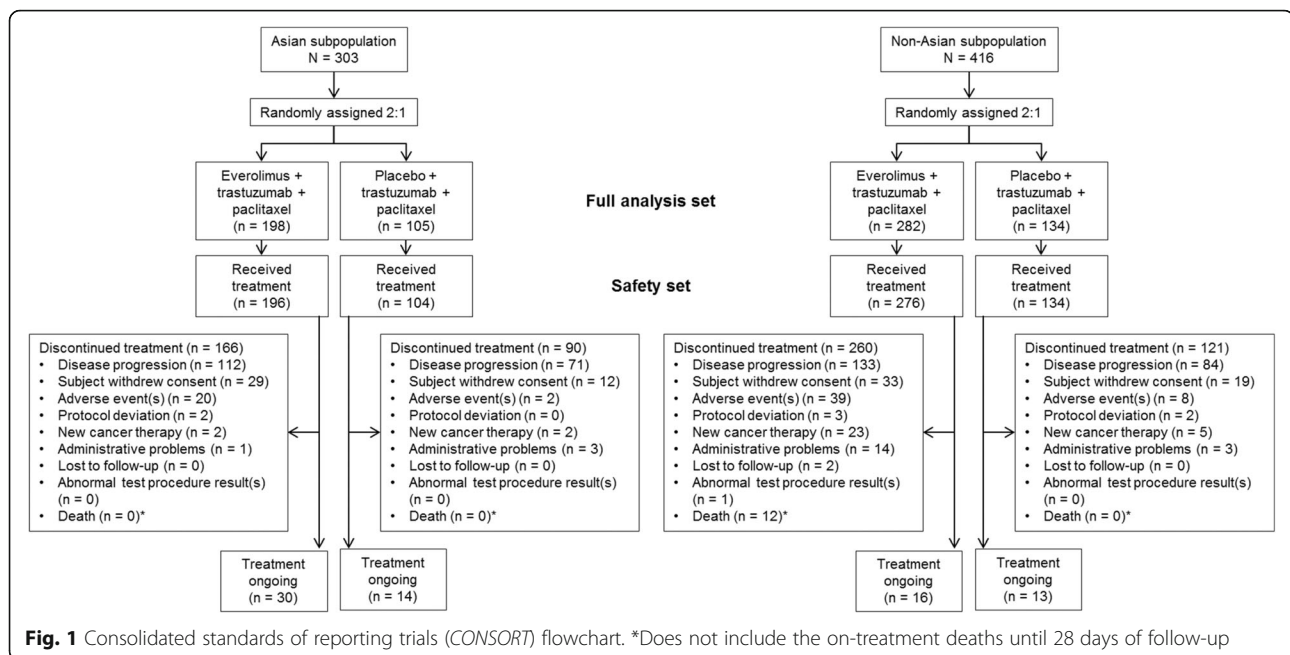 Asian subpopulation
N = 303
Randomly assigned 2:1
Everolimus +
trastuzumab +
paclitaxel
(n = 198)
Placebo +
trastuzumab +
paclitaxel
(n = 105)
Received
treatment
(n = 196)
Received
treatment
(n = 104)
Discontinued treatment (n = 166)
• Disease progression (n = 112)
• Subject withdrew consent (n = 29)
• Adverse event(s) (n = 20)
• Protocol deviation (n = 2)
• New cancer therapy (n = 2)
• Administrative problems (n = 1)
• Lost to follow-up (n = 0)
• Abnormal test procedure result(s)
(n = 0)
• Death (n = 0)*
Discontinued treatment (n = 90)
• Disease progression (n = 71)
• Subject withdrew consent (n = 12)
• Adverse event(s) (n = 2)
• Protocol deviation (n = 0)
• New cancer therapy (n = 2)
• Administrative problems (n = 3)
• Lost to follow-up (n = 0)
• Abnormal test procedure result(s)
(n = 0)
• Death (n = 0)*
Treatment
ongoing
(n = 30)
Treatment
ongoing
(n = 14)
Full analysis set
Safety set
Non-Asian subpopulation
N = 416
Randomly assigned 2:1
Everolimus +
trastuzumab +
paclitaxel
(n = 282)
Placebo +
trastuzumab +
paclitaxel
(n = 134)
Received
treatment
(n = 276)
Received
treatment
(n = 134)
Discontinued treatment (n = 260)
• Disease progression (n = 133)
• Subject withdrew consent (n = 33)
• Adverse event(s) (n = 39)
• Protocol deviation (n = 3)
• New cancer therapy (n = 23)
• Administrative problems (n = 14)
• Lost to follow-up (n = 2)
• Abnormal test procedure result(s)
(n = 1)
• Death (n = 12)*
Discontinued treatment (n = 121)
• Disease progression (n = 84)
• Subject withdrew consent (n = 19)
• Adverse event(s) (n = 8)
• Protocol deviation (n = 2)
• New cancer therapy (n = 5)
• Administrative problems (n = 3)
• Lost to follow-up (n = 0)
• Abnormal test procedure result(s)
(n = 0)
• Death (n = 0)*
Treatment
ongoing
(n = 16)
Treatment
ongoing
(n = 13)
Fig. 1 Consolidated standards of reporting trials (CONSORT) flowchart. *Does not include the on-treatment deaths until 28 days of follow-up